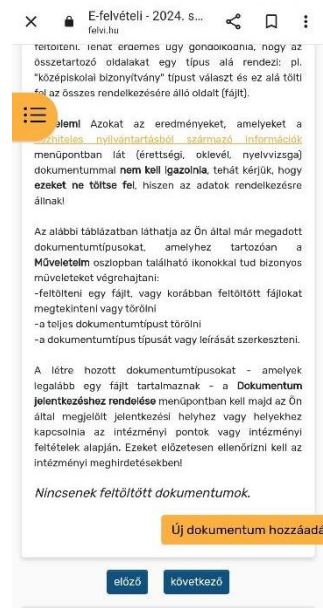 E-felvételi - 2024. s...
felvi.hu
feltölteni. Tehát érdemes úgy gondolkodnia, hogy az
összetartozó oldalakat egy típus alá rendezi: pl.
"középiskolai bizonyítvány" típust választ és ez alá tölti
fel az összes rendelkezésére álló oldalt (fájlt).
Azokat az eredményeket, amelyeket a
nyilvántartásból származó információk
menüpontban lát (érettségi, oklevél, nyelvvizsga)
dokumentummal nem kell igazolnia, tehát kérjük, hogy
ezeket ne töltse fel, hiszen az adatok rendelkezésre
állnak!
Az alábbi táblázatban láthatja az Ön által már megadott
dokumentumtípusokat, amelyhez tartozóan a
Műveleteim oszlopban található ikonokkal tud bizonyos
műveleteket végrehajtani:
-feltölteni egy fájlt, vagy korábban feltöltött fájlokat
megtekinteni vagy törölni
-a teljes dokumentumtípust törölni
-a dokumentumtípus típusát vagy leírását szerkeszteni.
A létre hozott dokumentumtípusokat - amelyek
legalább egy fájlt tartalmaznak - a Dokumentum
jelentkezéshez rendelése menüpontban kell majd az Ön
által megjelölt jelentkezési helyhez vagy helyekhez
kapcsolnia az intézményi pontok vagy intézményi
feltételek alapján. Ezeket előzetesen ellenőrizni kell az
intézményi meghirdetésekben!
Nincsenek feltöltött dokumentumok.
Új dokumentum hozzáadá
előző
következő